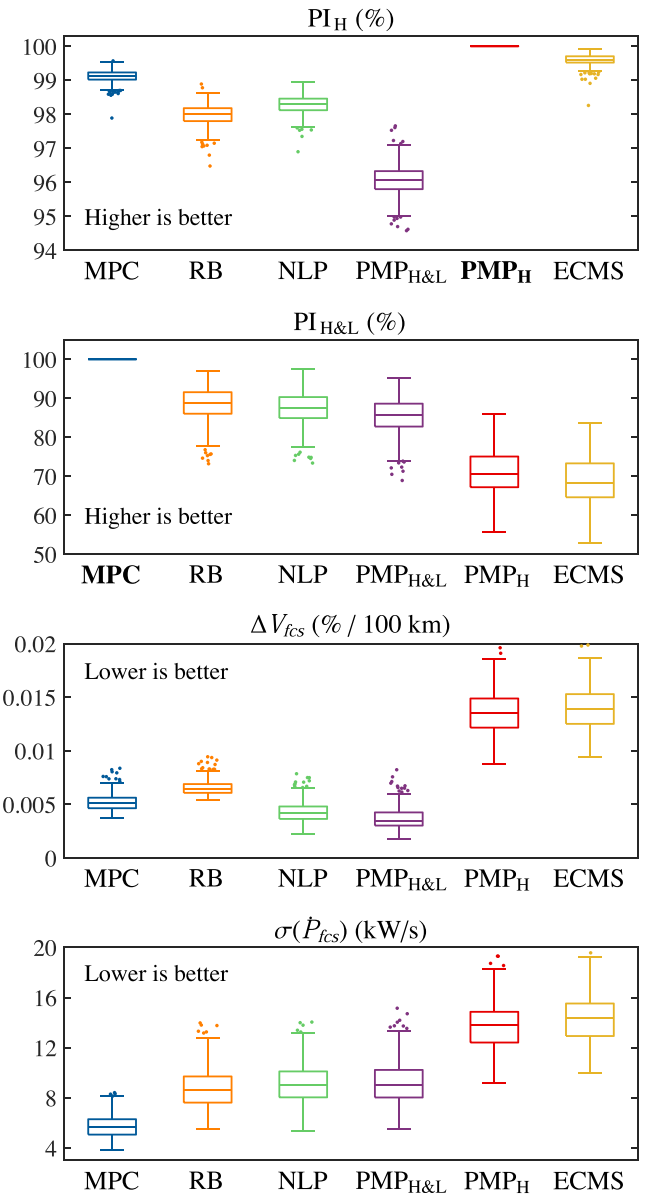 PI_H (%)
100
99
98
97
96
95
94
Higher is better
MPC RB NLP PMP_H&L PMP_H ECMS
PI_H&L (%)
100
90
80
70
60
50
Higher is better
MPC RB NLP PMP_H&L PMP_H ECMS
ΔV_fcs (% / 100 km)
0.02
0.015
0.01
0.005
0
Lower is better
MPC RB NLP PMP_H&L PMP_H ECMS
σ(Ṗ_fcs) (kW/s)
20
16
12
8
4
Lower is better
MPC RB NLP PMP_H&L PMP_H ECMS